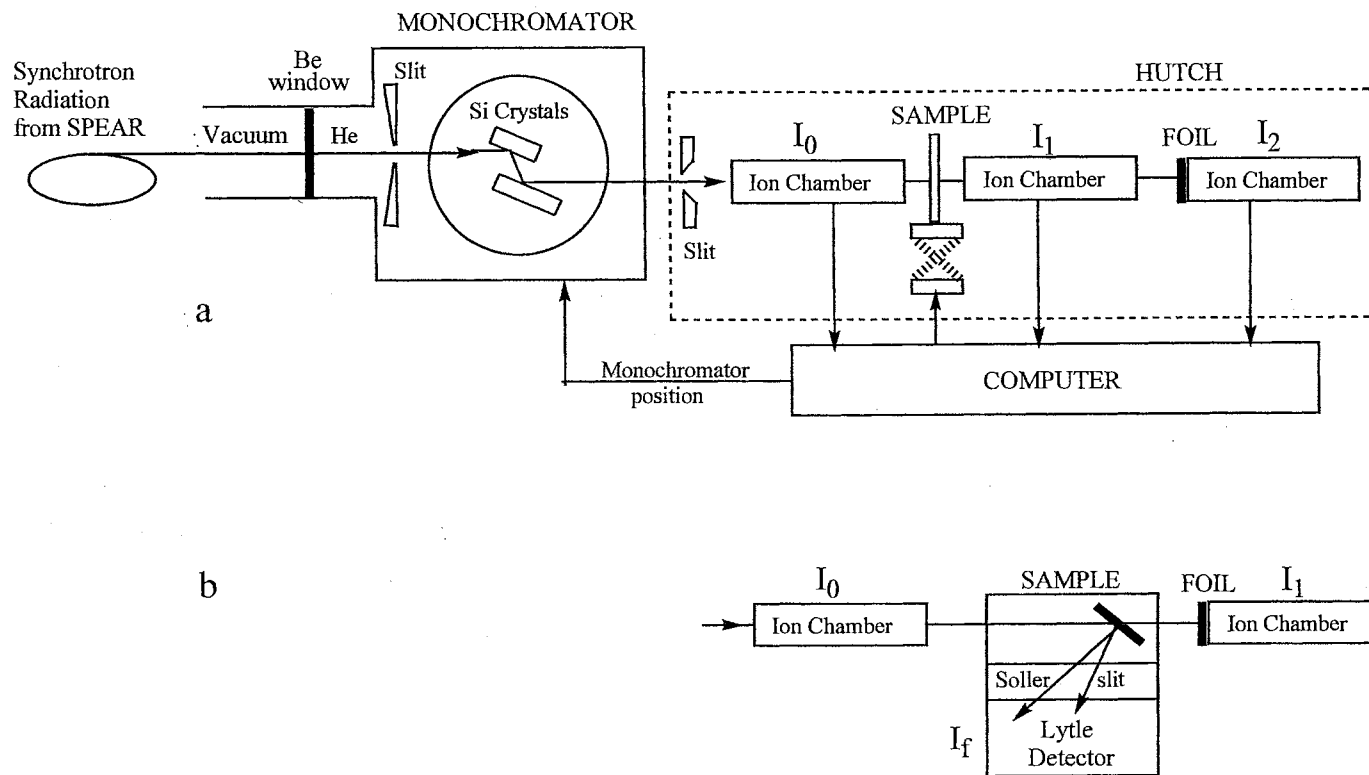 MONOCHROMATOR
Synchrotron
Radiation
from SPEAR
Be
window
Slit
Vacuum
He
Si Crystals
Slit
HUTCH
SAMPLE
I0
I1
FOIL
I2
Ion Chamber
Ion Chamber
Ion Chamber
a
Monochromator
position
COMPUTER
b
I0
SAMPLE
FOIL
I1
Ion Chamber
Ion Chamber
Soller slit
If
Lytle
Detector